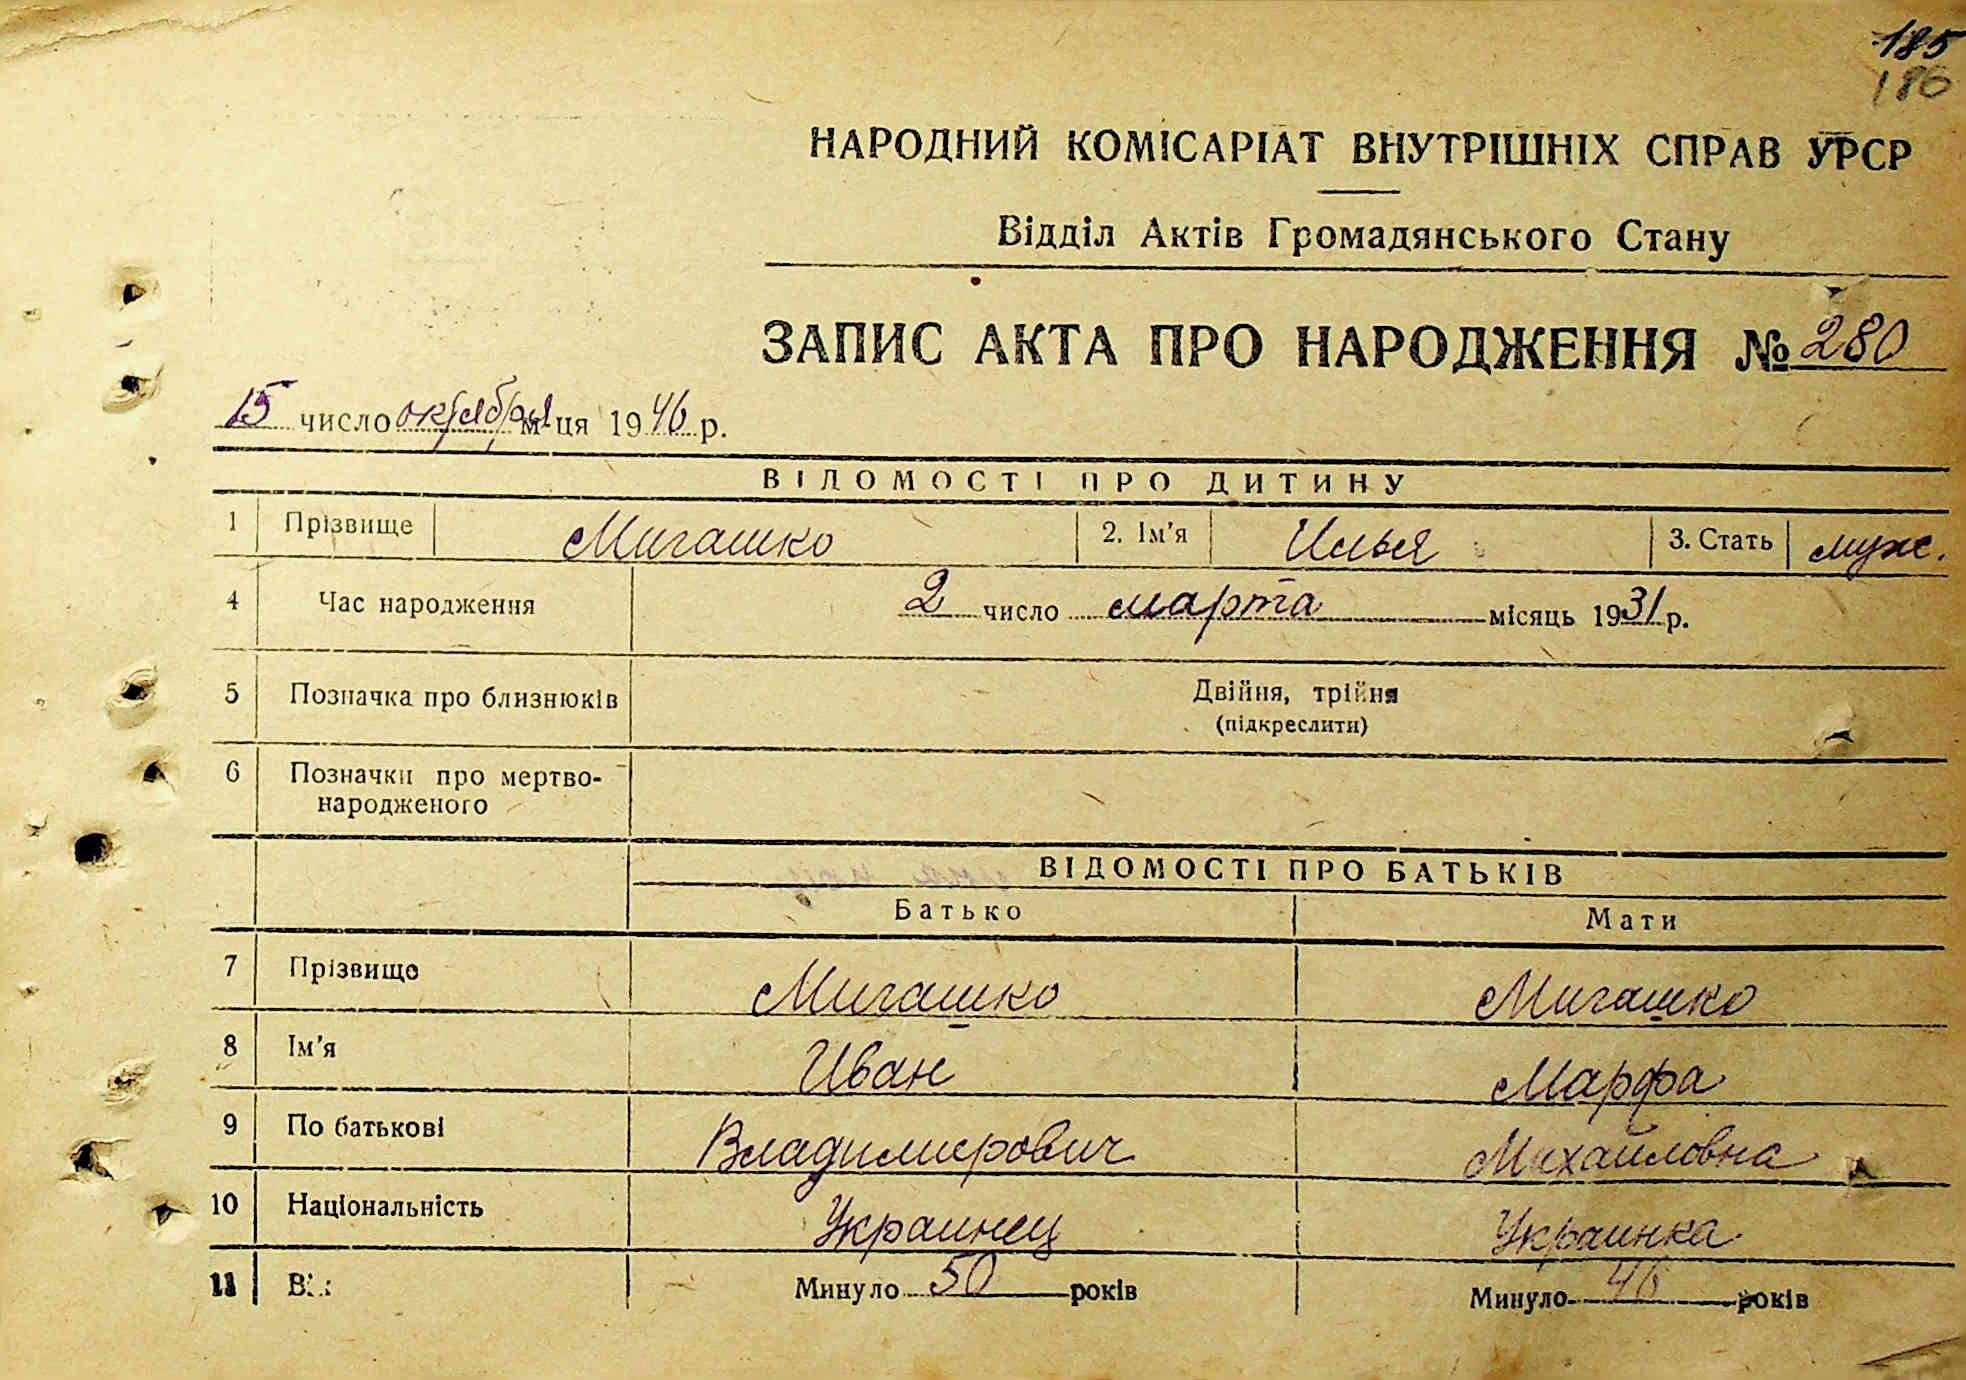 185
186
НАРОДНИЙ КОМІСАРІАТ ВНУТРІШНІХ СПРАВ УРСР
Відділ Актів Громадянського Стану
ЗАПИС АКТА ПРО НАРОДЖЕННЯ № 280
15 число октября м-ця 1946 р.
ВІДОМОСТІ ПРО ДИТИНУ
1 Прізвище Мигашко 2. Ім'я Илья 3. Стать муж.
4 Час народження 2 число марта місяць 1931 р.
5 Позначка про близнюків Двійня, трійня
(підкреслити)
6 Позначки про мертво-
народженого
ВІДОМОСТІ ПРО БАТЬКІВ
Батько Мати
7 Прізвище Мигашко Мигашко
8 Ім'я Иван Марфа
9 По батькові Владимирович Михайловна
10 Національність Украинец Украинка
11 Вік Минуло 50 років Минуло 46 років